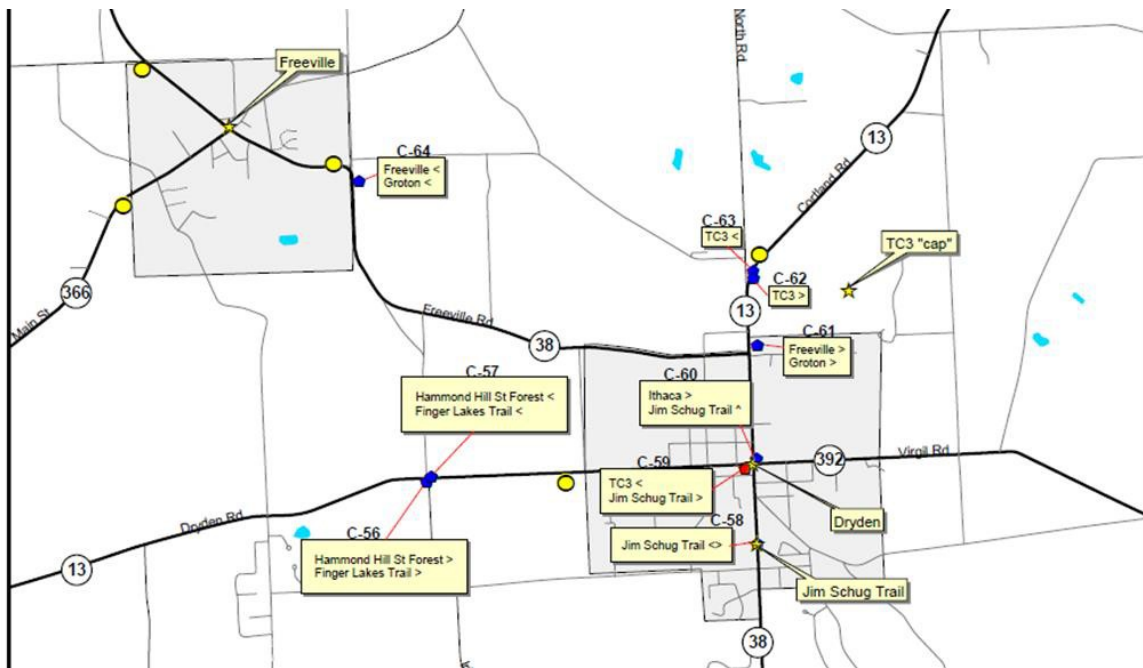 North Rd
Freeville
13
C-64
Freeville <
Groton <
Cortland Rd
C-63
TC3 <
TC3 "cap"
C-62
TC3 >
366
Main St
13
Freeville Rd
38
C-61
Freeville >
Groton >
C-57
Hammond Hill St Forest <
Finger Lakes Trail <
C-60
Ithaca >
Jim Schug Trail ^
Virgil Rd
392
C-59
TC3 <
Jim Schug Trail >
Dryden
Dryden Rd
C-58
Jim Schug Trail <>
C-56
Hammond Hill St Forest >
Finger Lakes Trail >
13
Jim Schug Trail
38